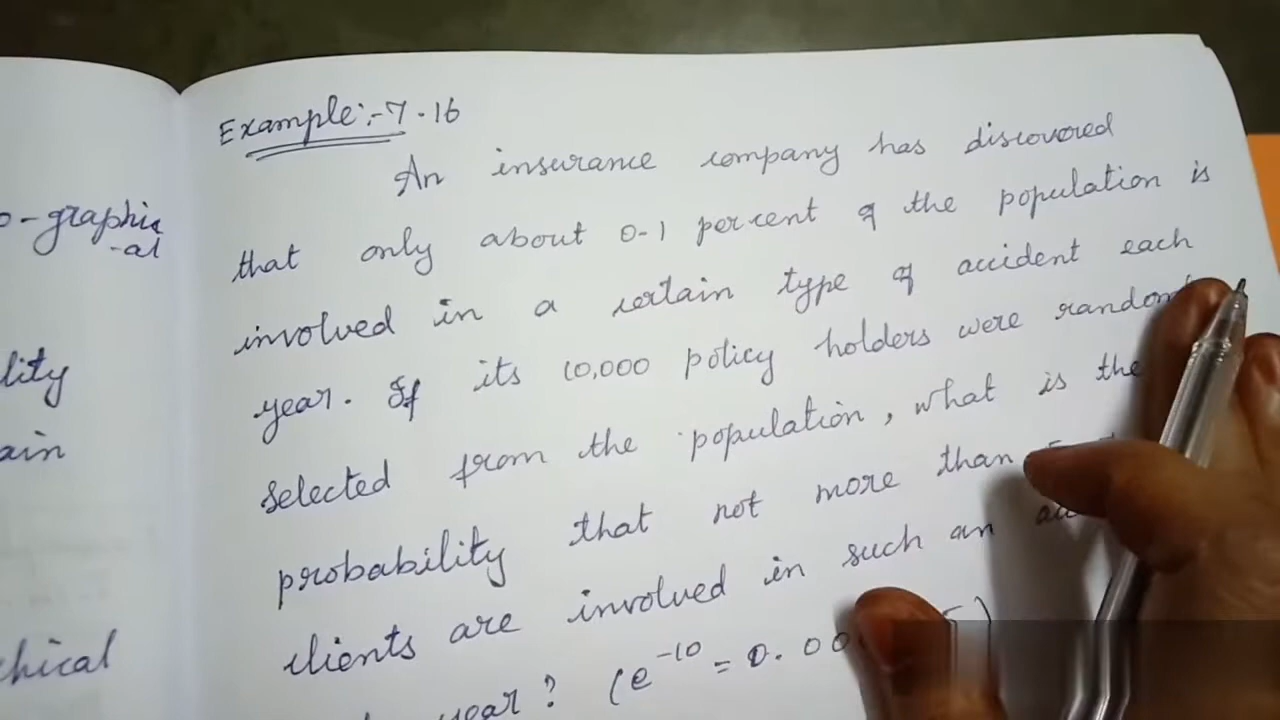 Example:-7.16
An insurance company has discovered
that only about 0.1 percent of the population is
involved in a certain type of accident each
year. If its 10,000 policy holders were
selected from the population, what is the
probability that not more than
clients are involved in such an
year? (e^-10 = 0.00
o-graphic
-al
lity
ain
chical